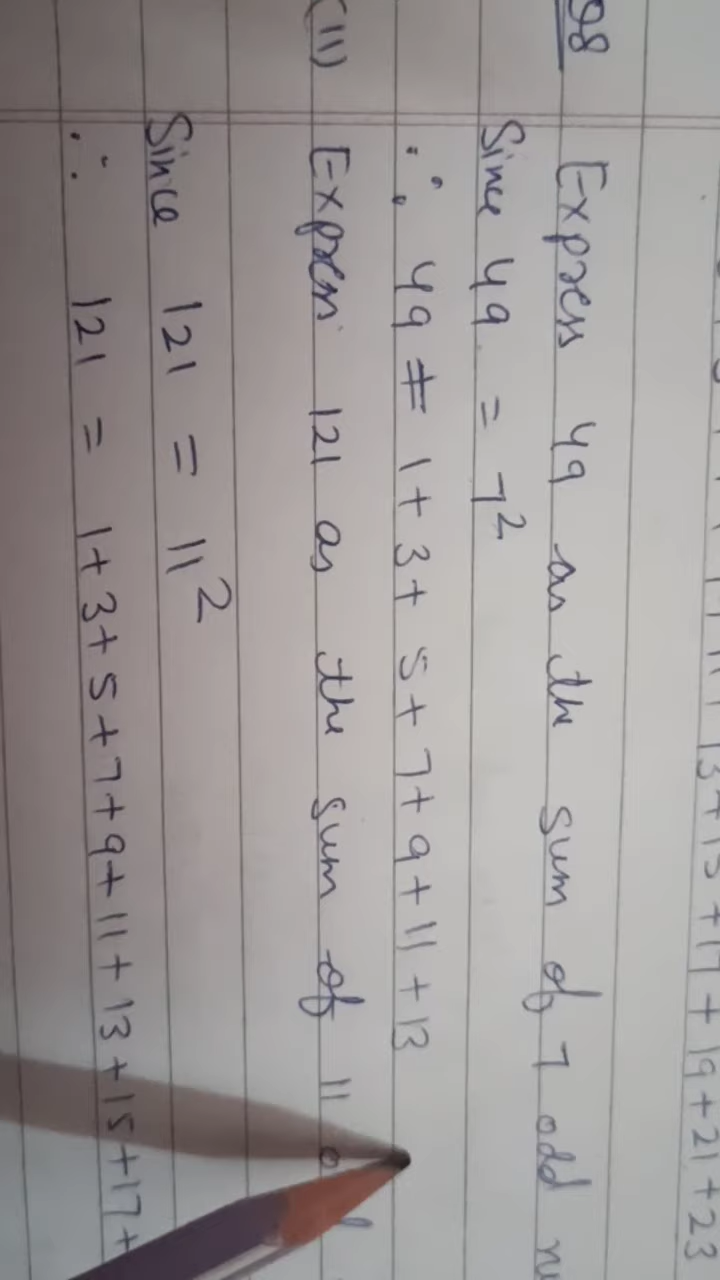 13+15+17+19+21+23
Q8 Express 49 as the sum of 7 odd
Since 49 = 7²
∴ 49 ≠ 1+3+5+7+9+11+13
(II) Express 121 as the sum of 11
Since 121 = 11²
∴ 121 = 1+3+5+7+9+11+13+15+17+